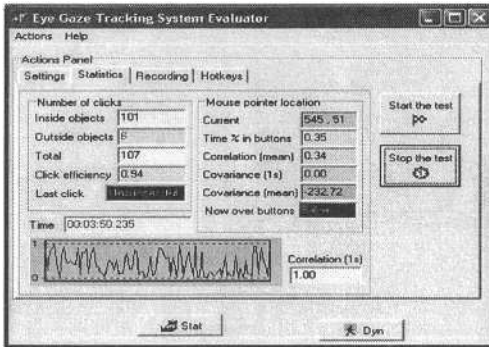 Eye Gaze Tracking System Evaluator
Actions Help
Actions Panel
Settings Statistics Recording Hotkeys
Number of clicks
Inside objects 101
Outside objects 6
Total 107
Click efficiency 0.94
Last click
Time 00:03:50.235
Mouse pointer location
Current 545 , 51
Time % in buttons 0.35
Correlation (mean) 0.34
Covariance (1s) 0.00
Covariance (mean) -232.72
Now over buttons
1
0
Correlation (1s)
1.00
Start the test
Stop the test
Stat
Dyn